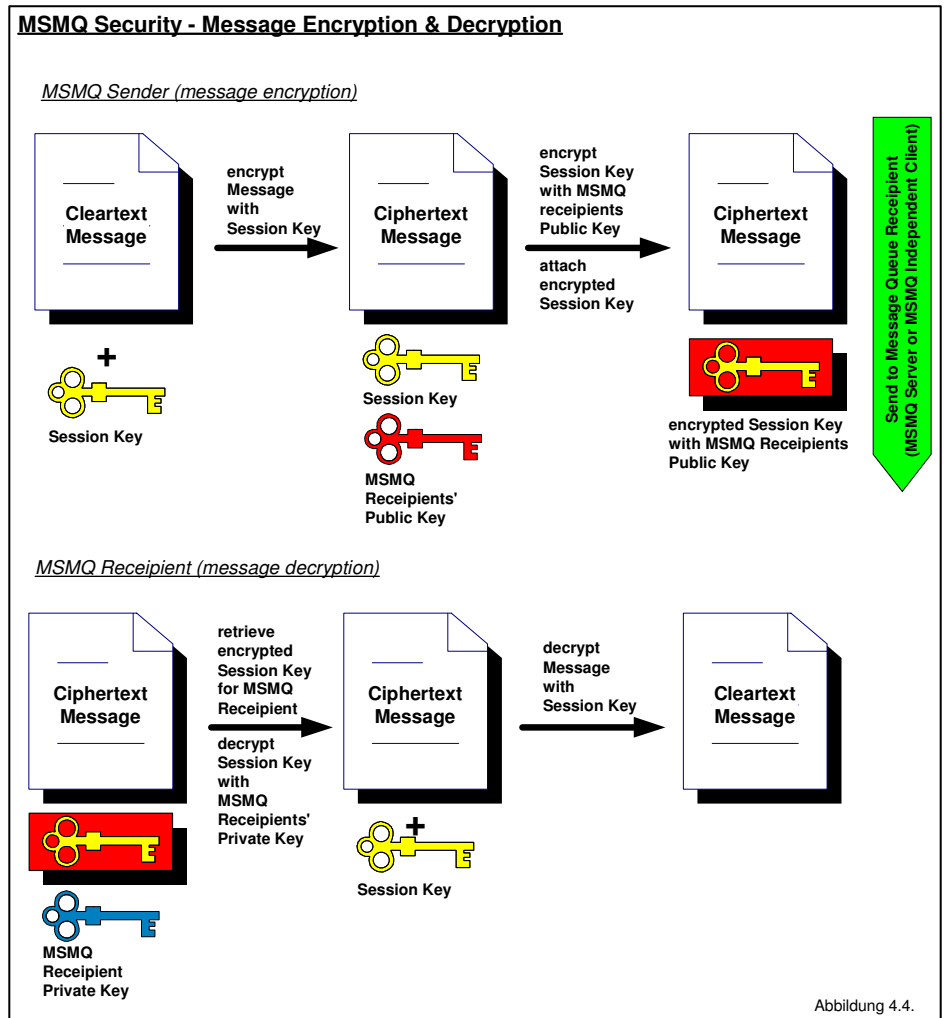 MSMQ Security - Message Encryption & Decryption
MSMQ Sender (message encryption)
Cleartext
Message
encrypt
Message
with
Session Key
Ciphertext
Message
encrypt
Session Key
with MSMQ
receipients
Public Key
attach
encrypted
Session Key
Ciphertext
Message
Send to Message Queue Receipient
(MSMQ Server or MSMQ Independent Client)
+
Session Key
Session Key
MSMQ
Receipients'
Public Key
encrypted Session Key
with MSMQ Receipients
Public Key
MSMQ Receipient (message decryption)
Ciphertext
Message
retrieve
encrypted
Session Key
for MSMQ
Receipient
decrypt
Session Key
with
MSMQ
Receipients'
Private Key
Ciphertext
Message
decrypt
Message
with
Session Key
Cleartext
Message
+
Session Key
MSMQ
Receipient
Private Key
Abbildung 4.4.